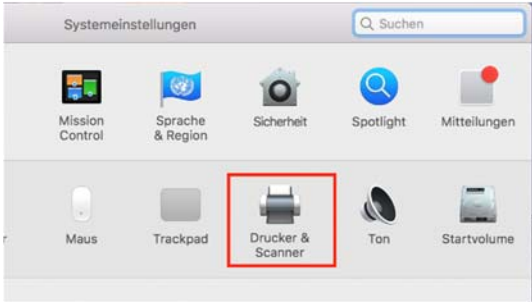 Systemeinstellungen
Suchen
Mission
Control
Sprache
& Region
Sicherheit
Spotlight
Mitteilungen
r
Maus
Trackpad
Drucker &
Scanner
Ton
Startvolume